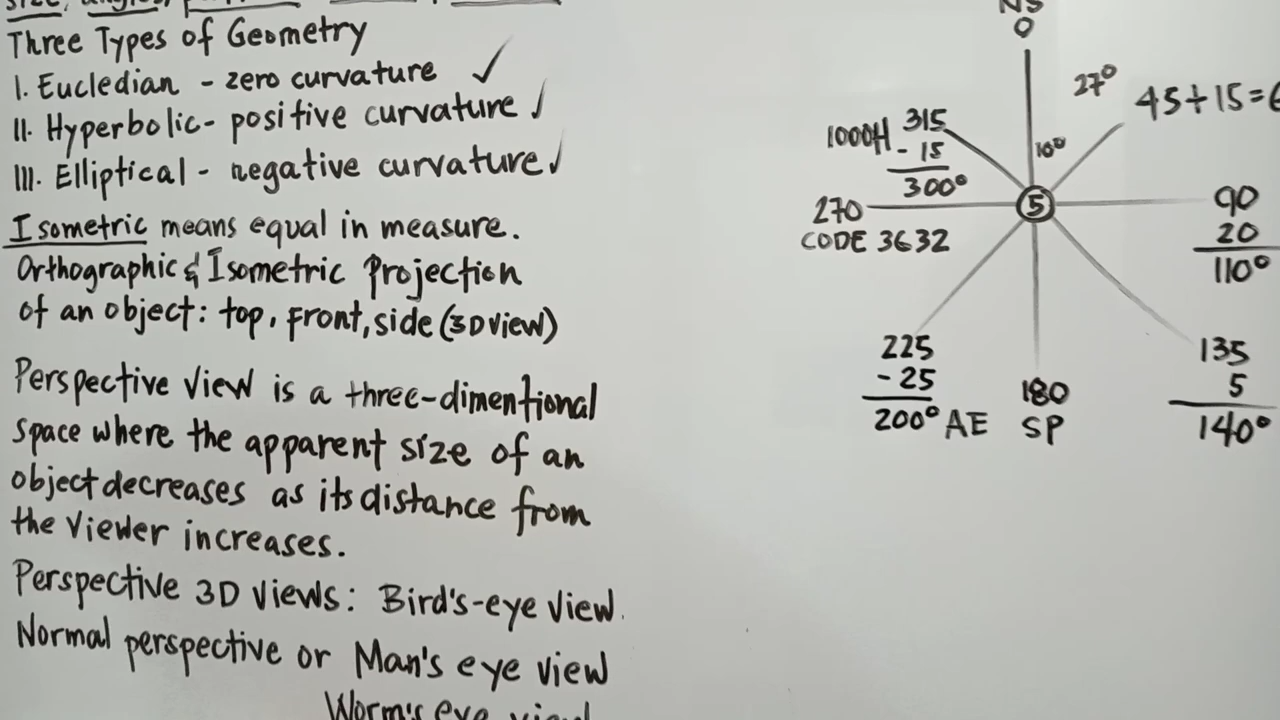 Three Types of Geometry
I. Eucledian - zero curvature ✓
II. Hyperbolic - positive curvature ✓
III. Elliptical - negative curvature ✓
Isometric means equal in measure.
Orthographic & Isometric Projection
of an object: top, Front, side (3D view)
Perspective View is a three-dimentional
space where the apparent size of an
object decreases as its distance from
the Viewer increases.
Perspective 3D Views: Bird's-eye view.
Normal perspective or Man's eye view
Worm's eye view
NS
0
27°
45+15=6
10°
1000H 315
- 15
300°
5
270
CODE 3632
90
20
110°
225
- 25
200° AE
180
SP
135
5
140°